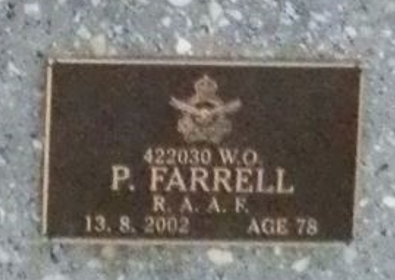 422030 W.O.
P. FARRELL
R. A. A. F.
13. 8. 2002 AGE 78